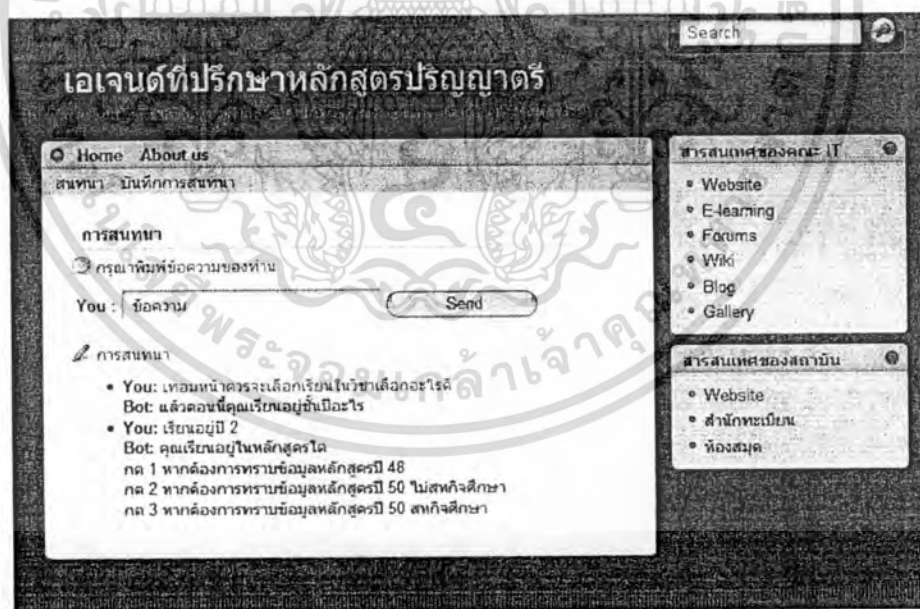 Search
เอเจนต์ที่ปรึกษาหลักสูตรปริญญาตรี
Home About us
สนทนา บันทึกการสนทนา
การสนทนา
กรุณาพิมพ์ข้อความของท่าน
You : ข้อความ Send
การสนทนา
You: เทอมหน้าควรจะเลือกเรียนในวิชาเลือกอะไรดี
Bot: แล้วตอนนี้คุณเรียนอยู่ชั้นปีอะไร
You: เรียนอยู่ปี 2
Bot: คุณเรียนอยู่ในหลักสูตรใด
กด 1 หากต้องการทราบข้อมูลหลักสูตรปี 48
กด 2 หากต้องการทราบข้อมูลหลักสูตรปี 50 ไม่สหกิจศึกษา
กด 3 หากต้องการทราบข้อมูลหลักสูตรปี 50 สหกิจศึกษา
สารสนเทศของคณะ IT
Website
E-learning
Forums
Wiki
Blog
Gallery
สารสนเทศของสถาบัน
Website
สำนักทะเบียน
ห้องสมุด
พระจอมเกล้าเจ้าคุณ